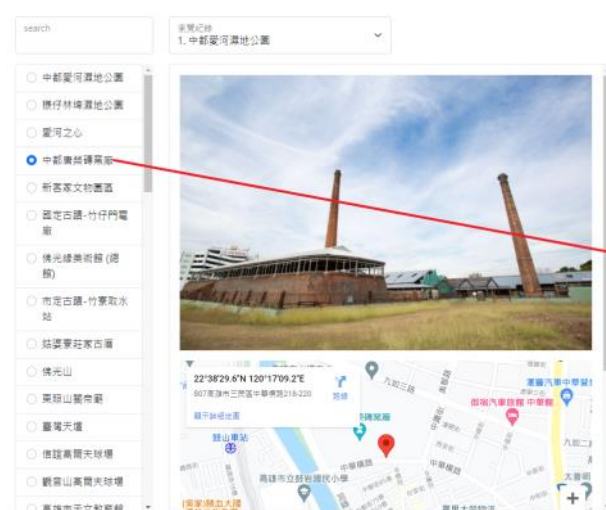 search
瀏覽紀錄
1. 中都愛河濕地公園
中都愛河濕地公園
檨仔林埤濕地公園
愛河之心
中都唐榮磚窯廠
新客家文物園區
國定古蹟-竹仔門電
廠
佛光緣美術館 (總
館)
市定古蹟-竹寮取水
站
姑婆寮莊家古厝
佛光山
東照山關帝廟
臺灣天壇
信誼高爾夫球場
觀音山高爾夫球場
22°38'29.6"N 120°17'09.2"E
807高雄市三民區中華橫路218-220
路線
顯示詳細地圖
九如三路
中華橫路
鼓山車站
中華橫路
高雄市立鼓岩國民小學